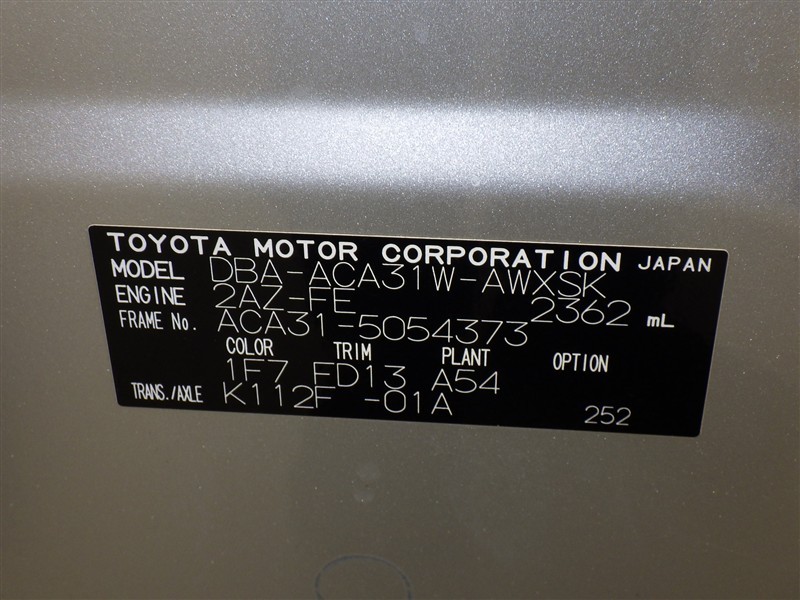 TOYOTA MOTOR CORPORATION JAPAN
MODEL DBA-ACA31W-AWXSK
ENGINE 2AZ-FE 2362 mL
FRAME No. ACA31-5054373
COLOR TRIM PLANT OPTION
1F7 FD13 A54
TRANS./AXLE K112F -01A 252